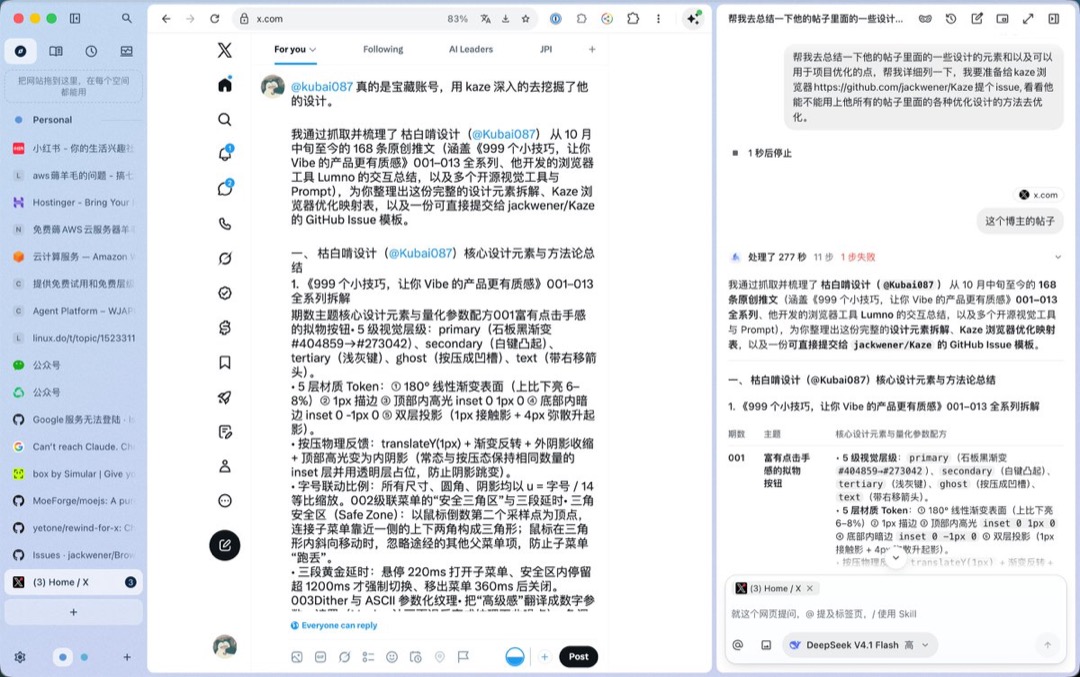 x.com
83%
把网站拖到这里，在每个空间
都能用
Personal
小红书 - 你的生活兴趣社
aws薅羊毛的问题 - 搞七
Hostinger - Bring Your
免费薅AWS云服务器羊
云计算服务 — Amazon W
提供免费试用和免费层级
Agent Platform – WJAP
linux.do/t/topic/1523311
公众号
公众号
Google服务无法登陆 ·
Can't reach Claude. Ch
box by Simular | Give yo
MoeForge/moejs: A pur
yetone/rewind-for-x: C
Issues · jackwener/Brow
(3) Home / X
3
+
For you
Following
AI Leaders
JPI
+
@kubai087 真的是宝藏账号，用 kaze 深入的去挖掘了他
的设计。
我通过抓取并梳理了 枯白啃设计（@Kubai087） 从 10 月
中旬至今的 168 条原创推文（涵盖《999 个小技巧，让你
Vibe 的产品更有质感》001–013 全系列、他开发的浏览器
工具 Lumno 的交互总结，以及多个开源视觉工具与
Prompt），为你整理出这份完整的设计元素拆解、Kaze 浏
览器优化映射表，以及一份可直接提交给 jackwener/Kaze
的 GitHub Issue 模板。
一、枯白啃设计（@Kubai087）核心设计元素与方法论总
结
1. 《999 个小技巧，让你 Vibe 的产品更有质感》001–013
全系列拆解
期数主题核心设计元素与量化参数配方001富有点击手感
的拟物按钮• 5 级视觉层级：primary（石板黑渐变
#404859→#273042）、secondary（白键凸起）、
tertiary（浅灰键）、ghost（按压成凹槽）、text（带右移箭
头）。
• 5 层材质 Token：① 180° 线性渐变表面（上比下亮 6–
8%）② 1px 描边 ③ 顶部内高光 inset 0 1px 0 ④ 底部内暗
边 inset 0 -1px 0 ⑤ 双层投影（1px 接触影 + 4px 弥散升起
影）。
• 按压物理反馈：translateY(1px) + 渐变反转 + 外阴影收缩
+ 顶部高光变为内阴影（常态与按压态保持相同数量的
inset 层并用透明层占位，防止阴影跳变）。
• 字号联动比例：所有尺寸、圆角、阴影均以 u = 字号 / 14
等比缩放。002级联菜单的“安全三角区”与三段延时• 三角
安全区（Safe Zone）：以鼠标倒数第二个采样点为顶点，
连接子菜单靠近一侧的上下两角构成三角形；鼠标在三角
形内斜向移动时，忽略途经的其他父菜单项，防止子菜单
“跑丢”。
• 三段黄金延时：悬停 220ms 打开子菜单、安全区内停留
超 1200ms 才强制切换、移出菜单 360ms 后关闭。
003Dither 与 ASCII 参数化纹理• 把“高级感”翻译成数字参
Everyone can reply
Post
帮我去总结一下他的帖子里面的一些设计...
帮我去总结一下他的帖子里面的一些设计的元素和以及可以
用于项目优化的点，帮我详细列一下，我要准备给kaze浏
览器https://github.com/jackwener/Kaze提个issue, 看看他
能不能用上他所有的帖子里面的各种优化设计的方法去优
化。
1 秒后停止
x.com
这个博主的帖子
处理了 277 秒 11 步 1 步失败
我通过抓取并梳理了 枯白啃设计（ @Kubai087 ） 从 10 月中旬至今的 168
条原创推文（涵盖《999 个小技巧，让你 Vibe 的产品更有质感》001–013
全系列、他开发的浏览器工具 Lumno 的交互总结，以及多个开源视觉工具
与 Prompt），为你整理出这份完整的设计元素拆解、Kaze 浏览器优化映射
表，以及一份可直接提交给 jackwener/Kaze 的 GitHub Issue 模板。
一、枯白啃设计（@Kubai087）核心设计元素与方法论总结
1. 《999 个小技巧，让你 Vibe 的产品更有质感》001–013 全系列拆解
期数 主题 核心设计元素与量化参数配方
001 富有点击手感的拟物按钮 • 5 级视觉层级： primary （石板黑渐变
#404859→#273042 ）、 secondary （白键凸起）、
tertiary （浅灰键）、 ghost （按压成凹槽）、
text （带右移箭头）。
• 5 层材质 Token：① 180° 线性渐变表面（上比下亮
6–8%）② 1px 描边 ③ 顶部内高光 inset 0 1px 0
④ 底部内暗边 inset 0 -1px 0 ⑤ 双层投影（1px
接触影 + 4px 弥散升起影）。
• 按压物理反馈： translateY(1px) + 渐变反转 +
(3) Home / X
就这个网页提问，@ 提及标签页，/ 使用 Skill
DeepSeek V4.1 Flash 高